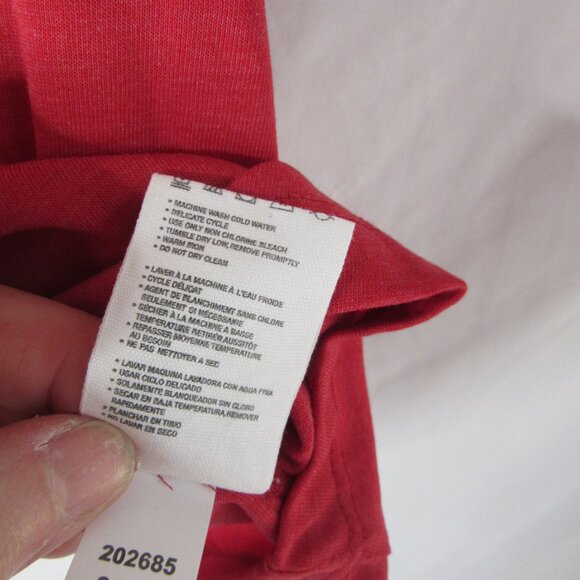 • MACHINE WASH COLD WATER
• DELICATE CYCLE
• USE ONLY NON CHLORINE BLEACH
• TUMBLE DRY LOW, REMOVE PROMPTLY
• WARM IRON
• DO NOT DRY CLEAN
• LAVER À LA MACHINE À L'EAU FROIDE
• CYCLE DÉLICAT
• AGENT DE BLANCHIMENT SANS CHLORE
SEULEMENT SI NÉCESSAIRE
• SÉCHER À LA MACHINE A BASSE
TEMPÉRATURE RETIRER AUSSITÔT
• REPASSER MOYENNE TEMPÉRATURE
AU BESOIN
• NE PAS NETTOYER A SEC
• LAVAR MAQUINA LAVADORA CON AGUA FRIA
• USAR CICLO DELICADO
• SOLAMENTE, BLANQUEADOR SIN CLORO
• SEGAR EN BAJA TEMPERATURA, REMOVER
RAPIDAMENTE
• PLANCHAR EN TIBIO
• NO LAVAR EN SECO
202685